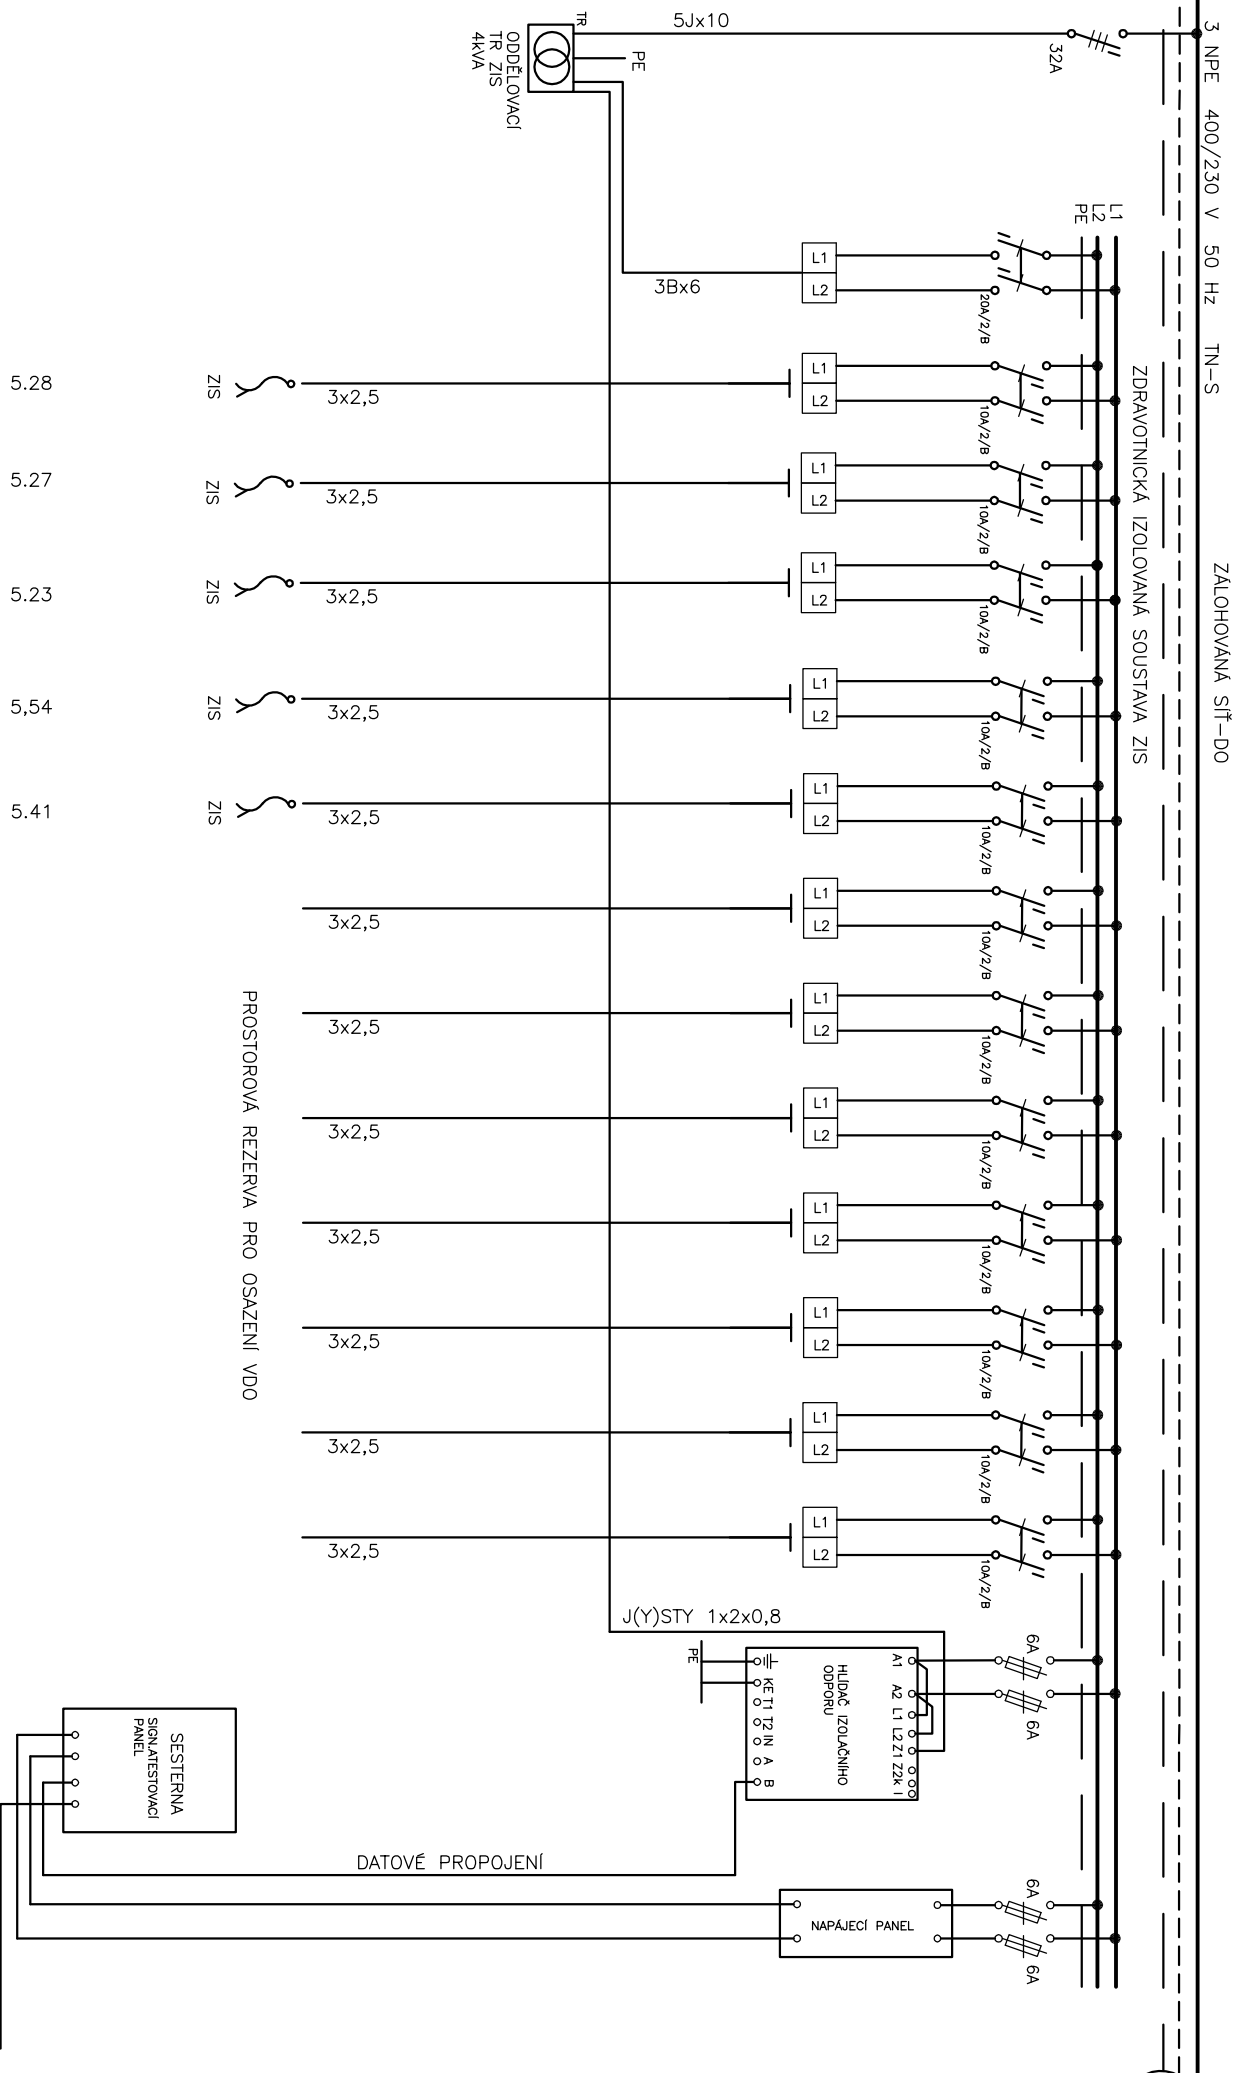 3 NPE 400/230 V 50 Hz TN-S
ZÁLOHOVÁNÁ SÍŤ-DO
ZDRAVOTNICKÁ IZOLOVANÁ SOUSTAVA ZIS
L1
L2
PE
32A
5Jx10
TR
PE
ODDĚLOVACÍ
TR ZIS
4kVA
3Bx6
L1
L2
20A/2/B
L1
L2
10A/2/B
3x2,5
ZIS
5.28
L1
L2
10A/2/B
3x2,5
ZIS
5.27
L1
L2
10A/2/B
3x2,5
ZIS
5.23
L1
L2
10A/2/B
3x2,5
ZIS
5,54
L1
L2
10A/2/B
3x2,5
ZIS
5.41
L1
L2
10A/2/B
3x2,5
L1
L2
10A/2/B
3x2,5
L1
L2
10A/2/B
3x2,5
L1
L2
10A/2/B
3x2,5
L1
L2
10A/2/B
3x2,5
L1
L2
10A/2/B
3x2,5
L1
L2
10A/2/B
3x2,5
PROSTOROVÁ REZERVA PRO OSAZENÍ VDO
J(Y)STY 1x2x0,8
6A
6A
PE
A1 A2 L1 L2 Z1 Z2 k I
HLÍDAČ IZOLAČNÍHO
ODPORU
KE T1 T2 IN A B
SESTERNA
SIGN.ATESTOVACÍ
PANEL
DATOVÉ PROPOJENÍ
NAPÁJECÍ PANEL
6A
6A